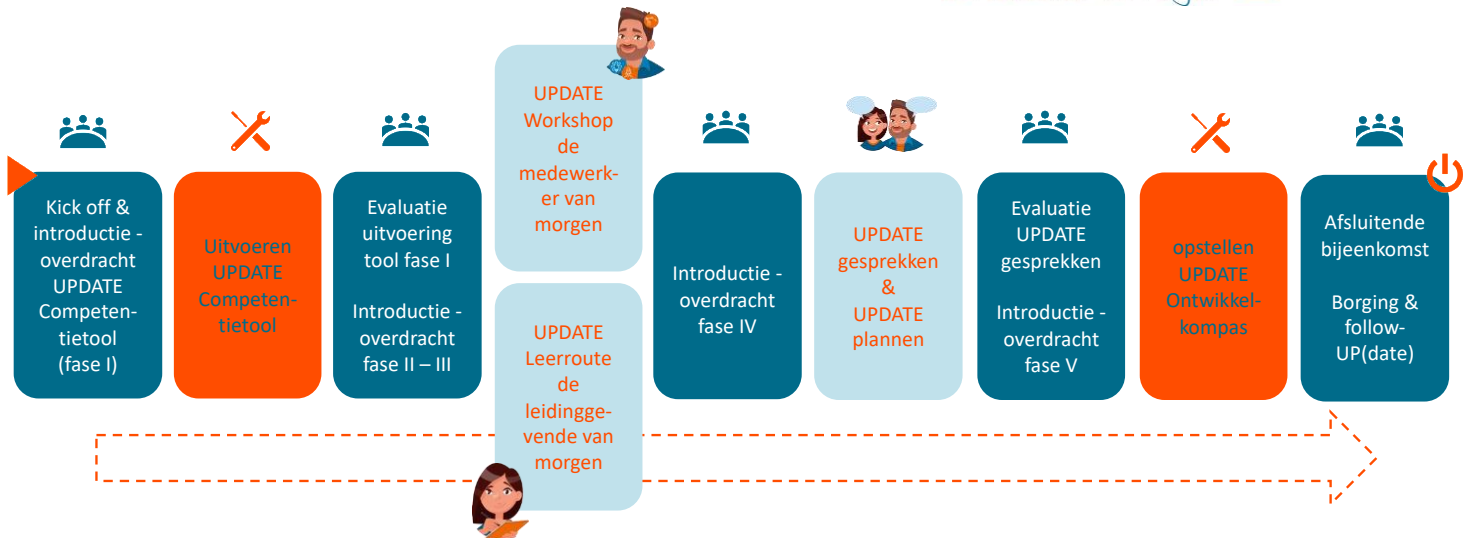 Kick off &
introductie -
overdracht
UPDATE
Competen-
tietool
(fase I)
Uitvoeren
UPDATE
Competen-
tietool
Evaluatie
uitvoering
tool fase I
Introductie -
overdracht
fase II – III
UPDATE
Workshop
de
medewerk-
er van
morgen
UPDATE
Leerroute
de
leidingge-
vende van
morgen
Introductie -
overdracht
fase IV
UPDATE
gesprekken
&
UPDATE
plannen
Evaluatie
UPDATE
gesprekken
Introductie -
overdracht
fase V
opstellen
UPDATE
Ontwikkel-
kompas
Afsluitende
bijeenkomst
Borging &
follow-
UP(date)